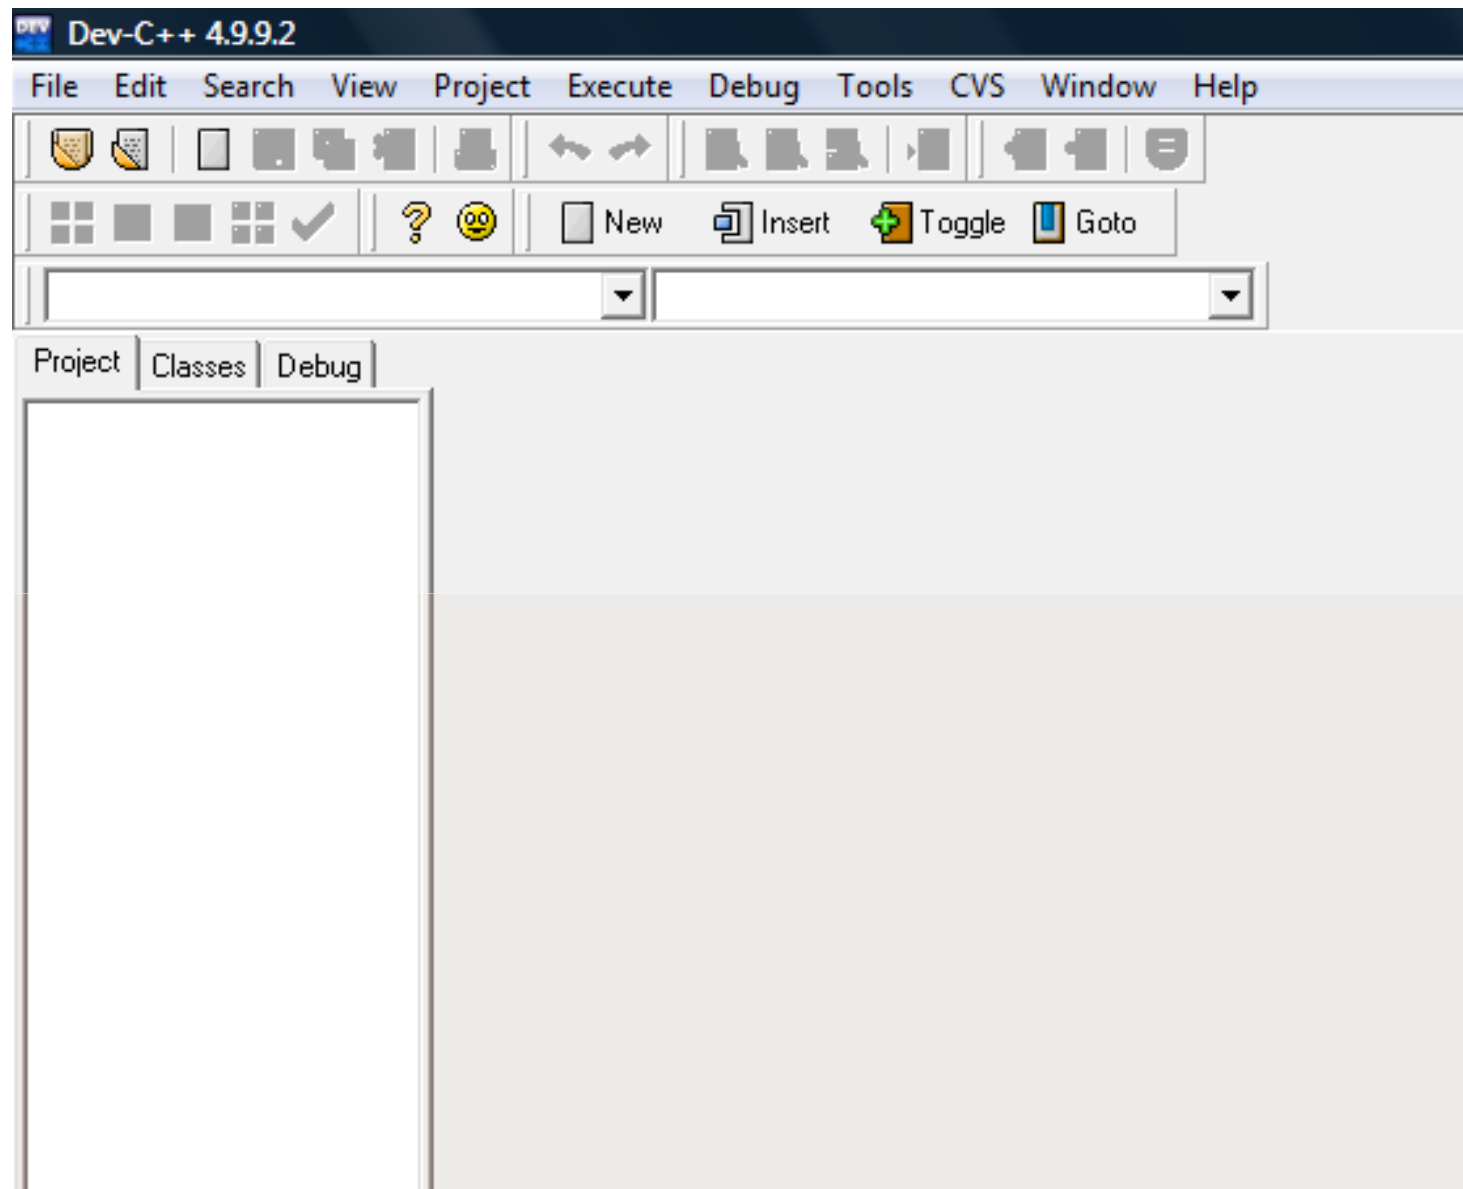 DEV Dev-C++ 4.9.9.2
File Edit Search View Project Execute Debug Tools CVS Window Help
New Insert Toggle Goto
Project Classes Debug